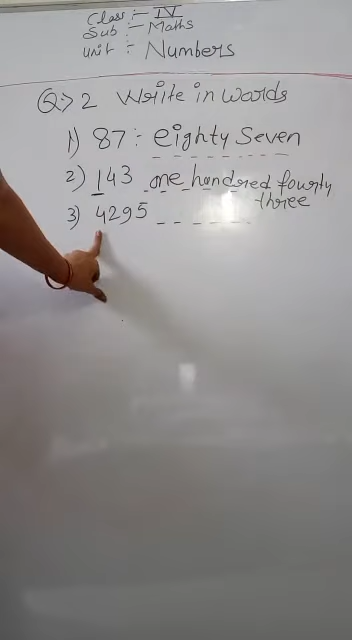 Class :- IV
Sub :- Maths
Unit :- Numbers
Q:> 2 Write in words
1) 87 : eighty Seven
2) 143 one hundred fourty three
3) 4295 _ _ _ _ _ _